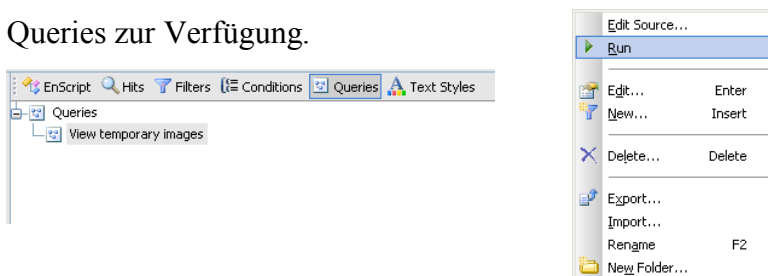 Queries zur Verfügung.
EnScript Hits Filters Conditions Queries Text Styles
Queries
View temporary images
Edit Source...
Run
Edit... Enter
New... Insert
Delete... Delete
Export...
Import...
Rename F2
New Folder...